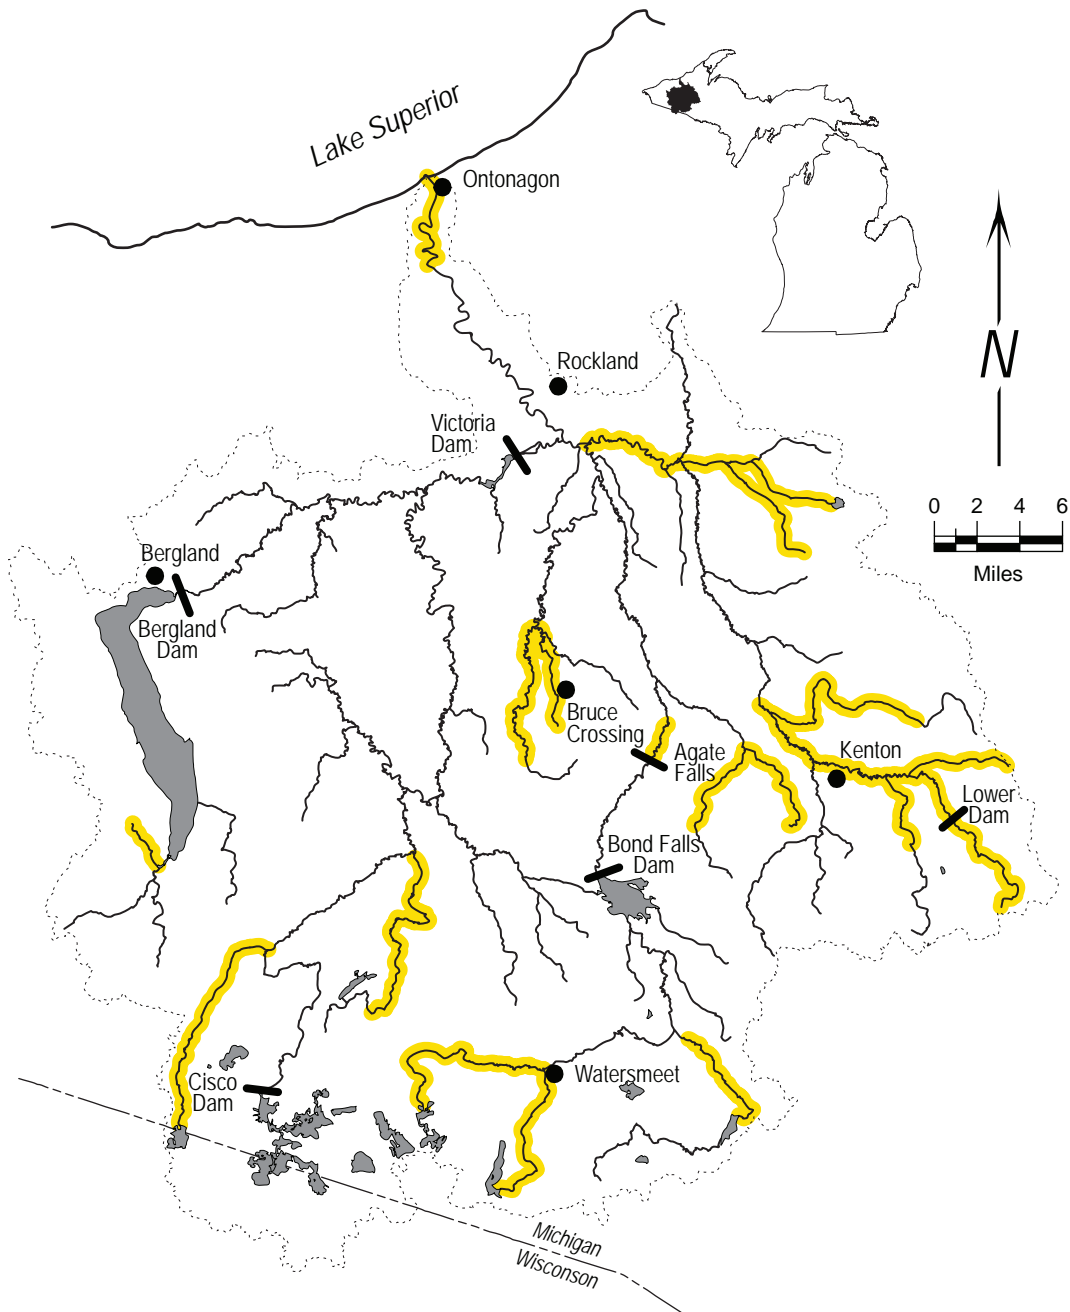 Lake Superior
Ontonagon
N
Rockland
Victoria
Dam
0 2 4 6
Miles
Bergland
Bergland
Dam
Bruce
Crossing
Agate
Falls
Kenton
Lower
Dam
Bond Falls
Dam
Cisco
Dam
Watersmeet
Michigan
Wisconson